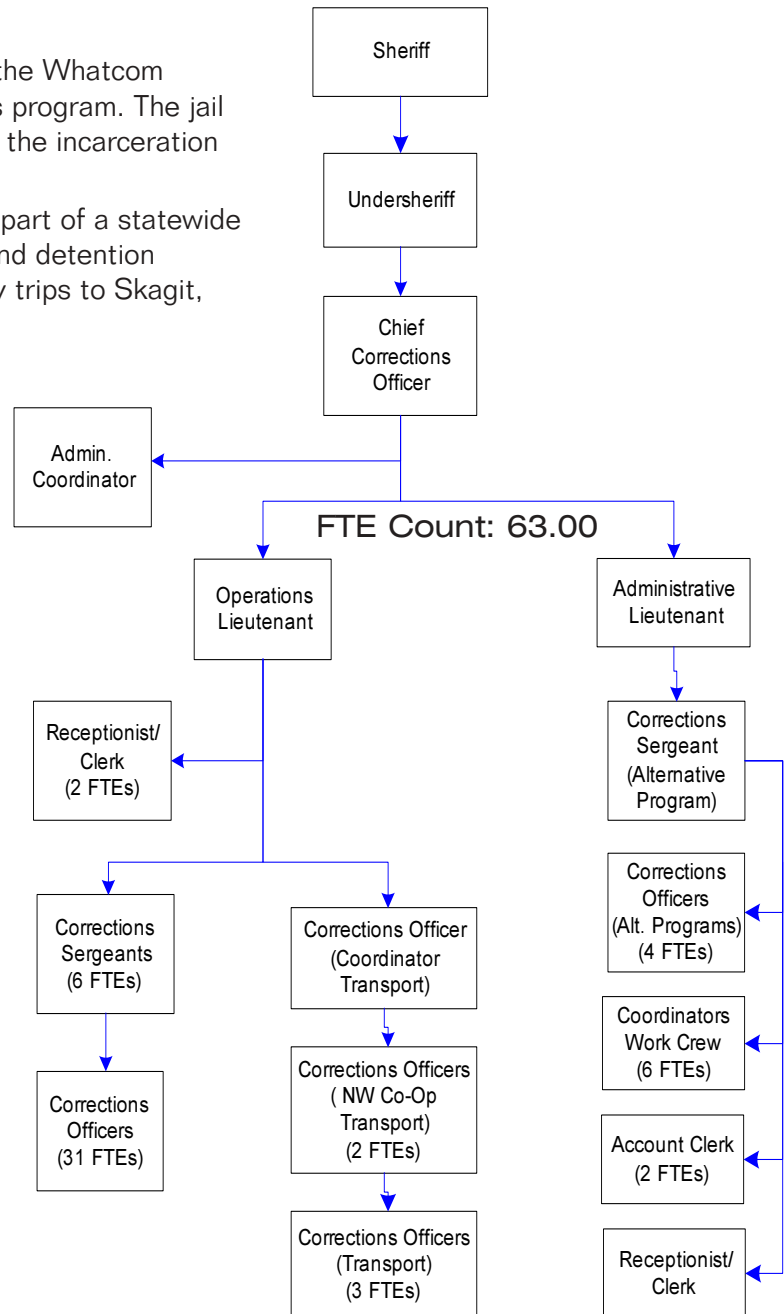 the Whatcom
s program. The jail
the incarceration
part of a statewide
nd detention
y trips to Skagit,
Sheriff
Undersheriff
Chief
Corrections
Officer
Admin.
Coordinator
FTE Count: 63.00
Operations
Lieutenant
Administrative
Lieutenant
Receptionist/
Clerk
(2 FTEs)
Corrections
Sergeant
(Alternative
Program)
Corrections
Sergeants
(6 FTEs)
Corrections Officer
(Coordinator
Transport)
Corrections
Officers
(Alt. Programs)
(4 FTEs)
Corrections
Officers
(31 FTEs)
Corrections Officers
( NW Co-Op
Transport)
(2 FTEs)
Coordinators
Work Crew
(6 FTEs)
Account Clerk
(2 FTEs)
Corrections Officers
(Transport)
(3 FTEs)
Receptionist/
Clerk